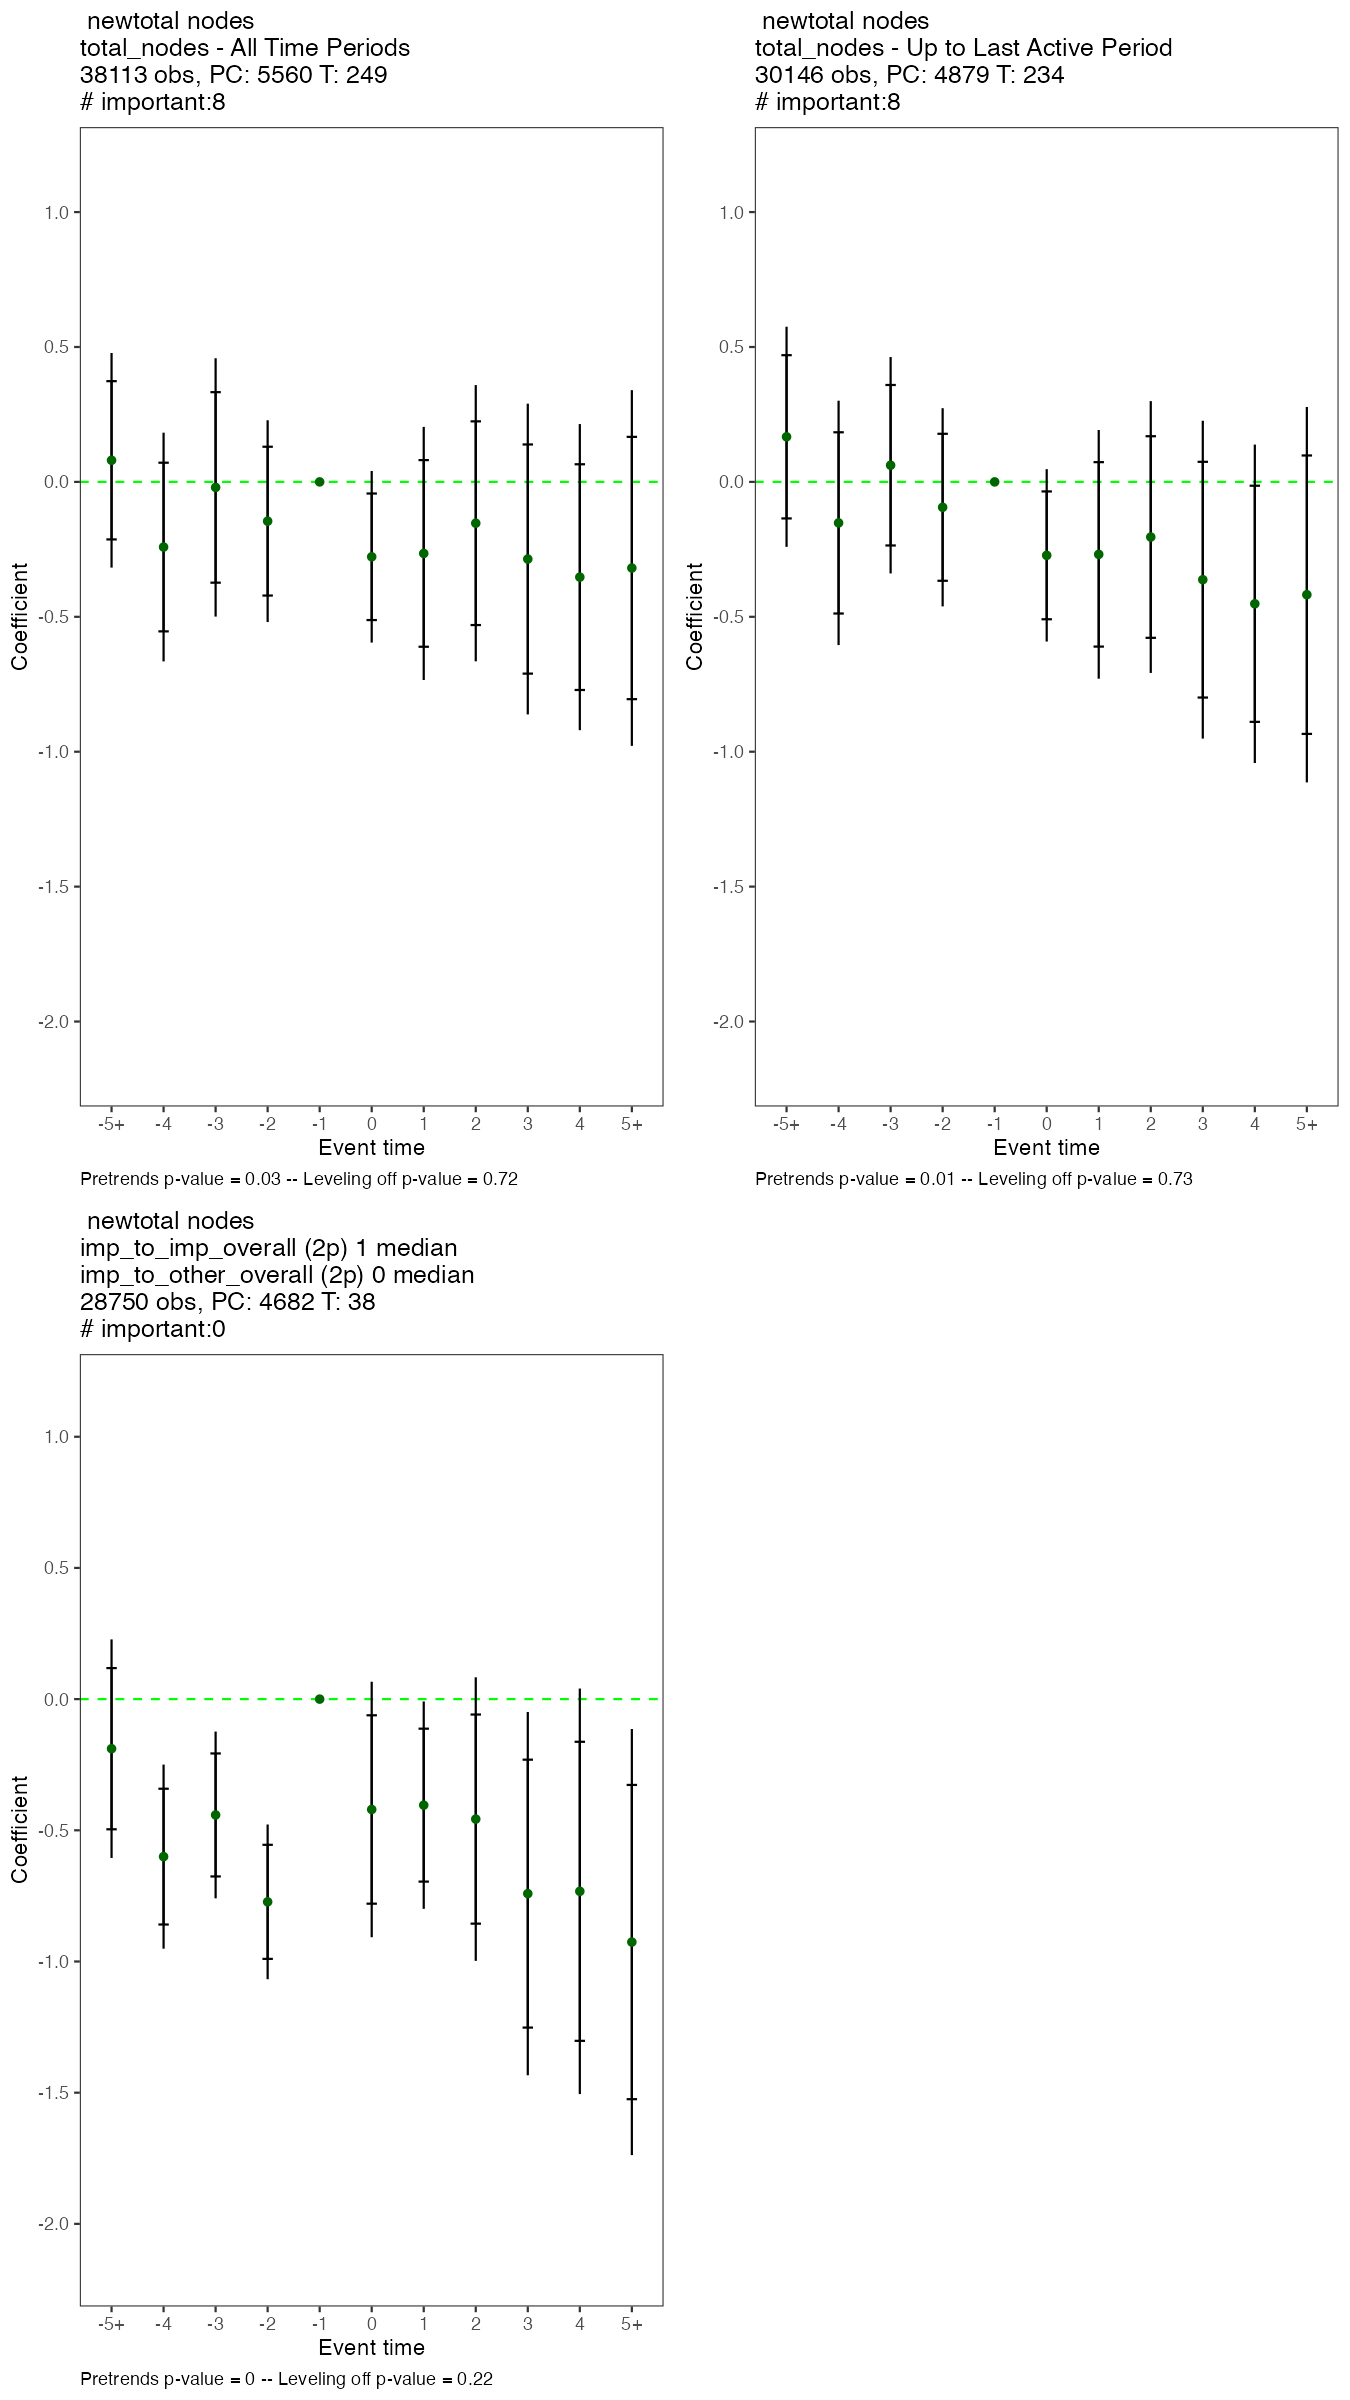 newtotal nodes
total_nodes - All Time Periods
38113 obs, PC: 5560 T: 249
# important:8
1.0
0.5
0.0
-0.5
-1.0
-1.5
-2.0
Coefficient
-5+ -4 -3 -2 -1 0 1 2 3 4 5+
Event time
Pretrends p-value = 0.03 -- Leveling off p-value = 0.72
newtotal nodes
total_nodes - Up to Last Active Period
30146 obs, PC: 4879 T: 234
# important:8
1.0
0.5
0.0
-0.5
-1.0
-1.5
-2.0
Coefficient
-5+ -4 -3 -2 -1 0 1 2 3 4 5+
Event time
Pretrends p-value = 0.01 -- Leveling off p-value = 0.73
newtotal nodes
imp_to_imp_overall (2p) 1 median
imp_to_other_overall (2p) 0 median
28750 obs, PC: 4682 T: 38
# important:0
1.0
0.5
0.0
-0.5
-1.0
-1.5
-2.0
Coefficient
-5+ -4 -3 -2 -1 0 1 2 3 4 5+
Event time
Pretrends p-value = 0 -- Leveling off p-value = 0.22